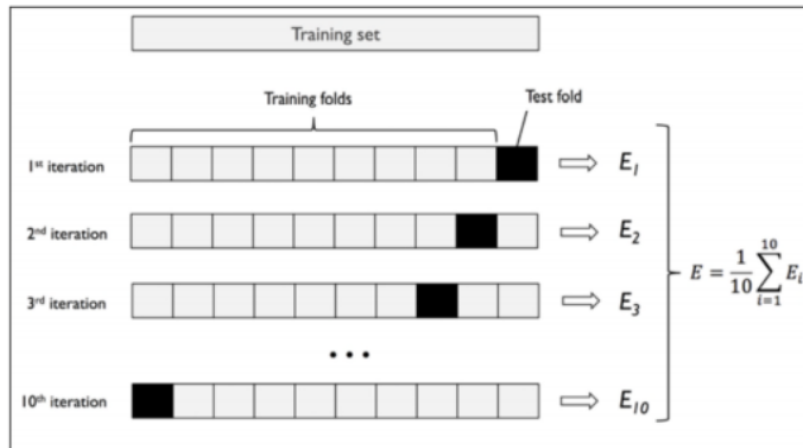 Training set
Training folds
Test fold
1st iteration
E1
2nd iteration
E2
3rd iteration
E3
E = 1/10 ∑ i=1 10 Ei
...
10th iteration
E10